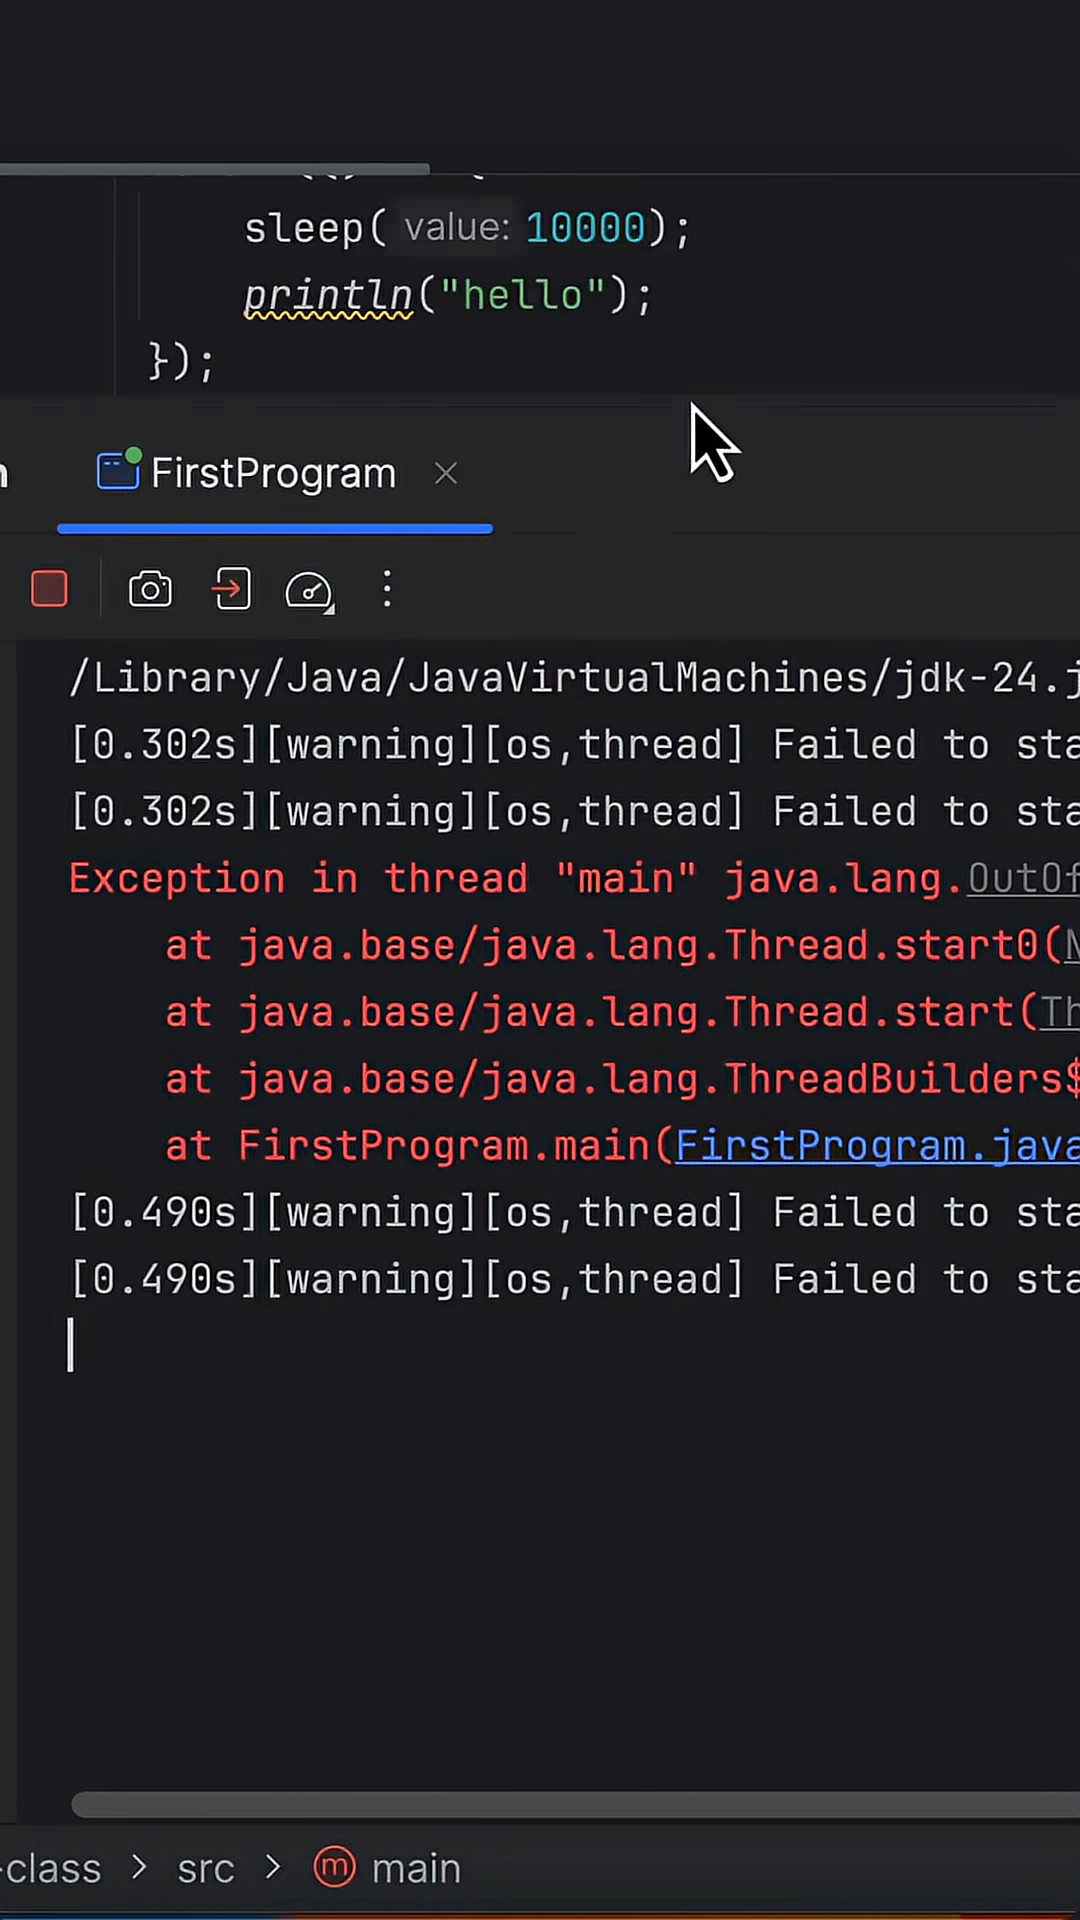 sleep( value: 10000);
println("hello");
});
FirstProgram
/Library/Java/JavaVirtualMachines/jdk-24.j
[0.302s][warning][os,thread] Failed to sta
[0.302s][warning][os,thread] Failed to sta
Exception in thread "main" java.lang.OutOf
at java.base/java.lang.Thread.start0(N
at java.base/java.lang.Thread.start(Th
at java.base/java.lang.ThreadBuilders$
at FirstProgram.main(FirstProgram.java
[0.490s][warning][os,thread] Failed to sta
[0.490s][warning][os,thread] Failed to sta
-class > src > m main